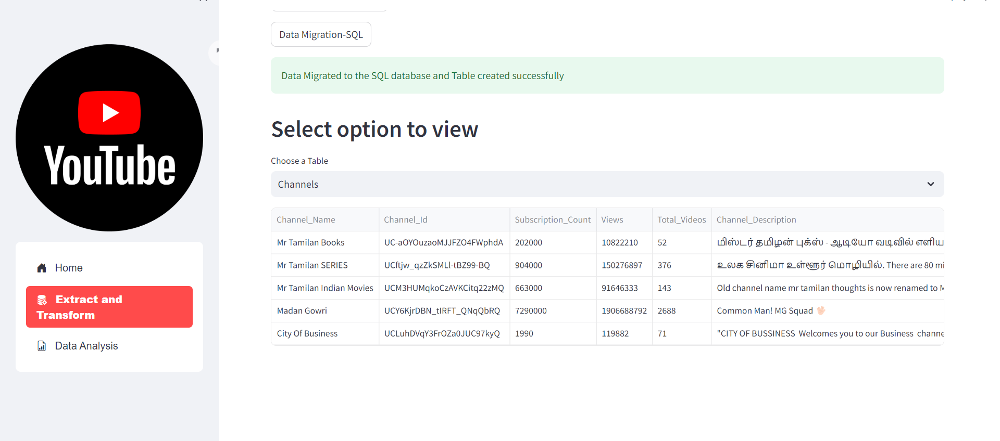 YouTube
Home
Extract and
Transform
Data Analysis
Data Migration-SQL
Data Migrated to the SQL database and Table created successfully
Select option to view
Choose a Table
Channels
Channel_Name Channel_Id Subscription_Count Views Total_Videos Channel_Description
Mr Tamilan Books UC-aOYOuzaoMJJFZO4FWphdA 202000 10822210 52 மிஸ்டர் தமிழன் புக்ஸ் - ஆடியோ வடிவில் எளிய
Mr Tamilan SERIES UCftjw_qzZkSMLl-tBZ99-BQ 904000 150276897 376 உலக சினிமா உள்ளூர் மொழியில். There are 80 mi
Mr Tamilan Indian Movies UCM3HUMqkoCzAVKCitq22zMQ 663000 91646333 143 Old channel name mr tamilan thoughts is now renamed to M
Madan Gowri UCY6KjrDBN_tIRFT_QNqQbRQ 7290000 1906688792 2688 Common Man! MG Squad 🖖🏻
City Of Business UCLuhDVqY3FrOZa0JUC97kyQ 1990 119882 71 "CITY OF BUSSINESS Welcomes you to our Business channe